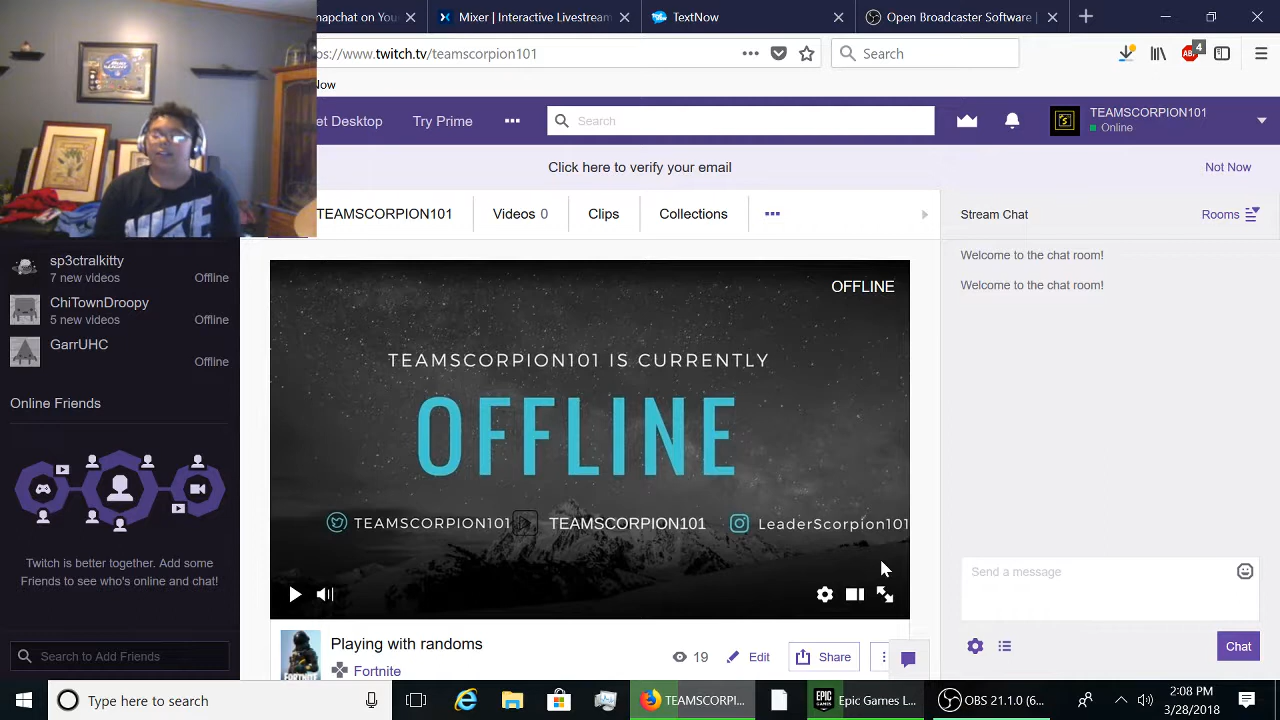 napchat on You
Mixer | Interactive Livestream
TextNow
Open Broadcaster Software |
ps://www.twitch.tv/teamscorpion101
Search
4
Now
et Desktop
Try Prime
Search
TEAMSCORPION101
Online
Click here to verify your email
Not Now
TEAMSCORPION101
Videos 0
Clips
Collections
Stream Chat
Rooms
NIKE
sp3ctralkitty
7 new videos
Offline
ChiTownDroopy
5 new videos
Offline
GarrUHC
Offline
Online Friends
Twitch is better together. Add some
Friends to see who's online and chat!
Search to Add Friends
OFFLINE
TEAMSCORPION101 IS CURRENTLY
OFFLINE
TEAMSCORPION101
TEAMSCORPION101
LeaderScorpion101
Playing with randoms
Fortnite
19
Edit
Share
Welcome to the chat room!
Welcome to the chat room!
Send a message
Chat
Type here to search
TEAMSCORPI...
Epic Games L...
OBS 21.1.0 (6...
:08 PM
3/28/2018